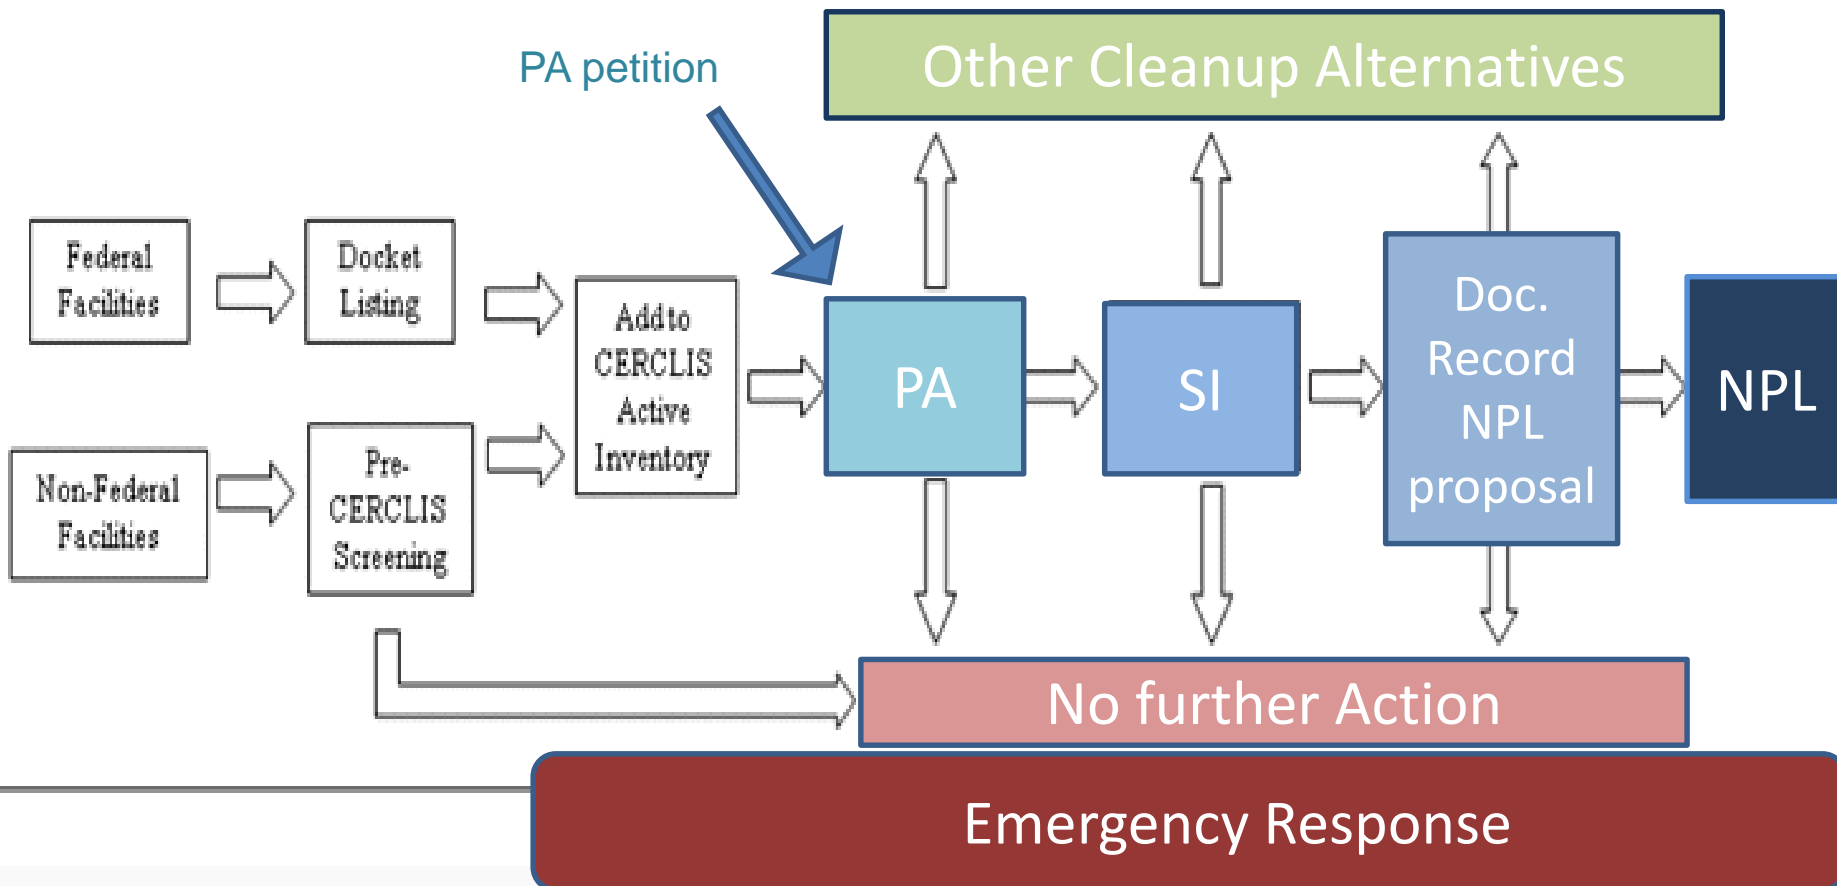 PA petition
Other Cleanup Alternatives
Federal
Facilities
Docket
Listing
Non-Federal
Facilities
Pre-
CERCLIS
Screening
Add to
CERCLIS
Active
Inventory
PA
SI
Doc.
Record
NPL
proposal
NPL
No further Action
Emergency Response